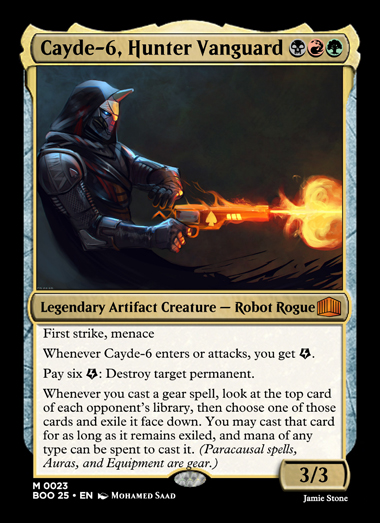 Cayde-6, Hunter Vanguard
Legendary Artifact Creature — Robot Rogue
First strike, menace
Whenever Cayde-6 enters or attacks, you get.
Pay six: Destroy target permanent.
Whenever you cast a gear spell, look at the top card
of each opponent's library, then choose one of those
cards and exile it face down. You may cast that card
for as long as it remains exiled, and mana of any
type can be spent to cast it. (Paracausal spells,
Auras, and Equipment are gear.)
3/3
M 0023
BOO 25 • EN Mohamed Saad
Jamie Stone